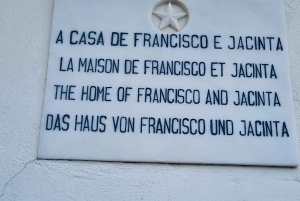 A CASA DE FRANCISCO E JACINTA
LA MAISON DE FRANCISCO ET JACINTA
THE HOME OF FRANCISCO AND JACINTA
DAS HAUS VON FRANCISCO UND JACINTA